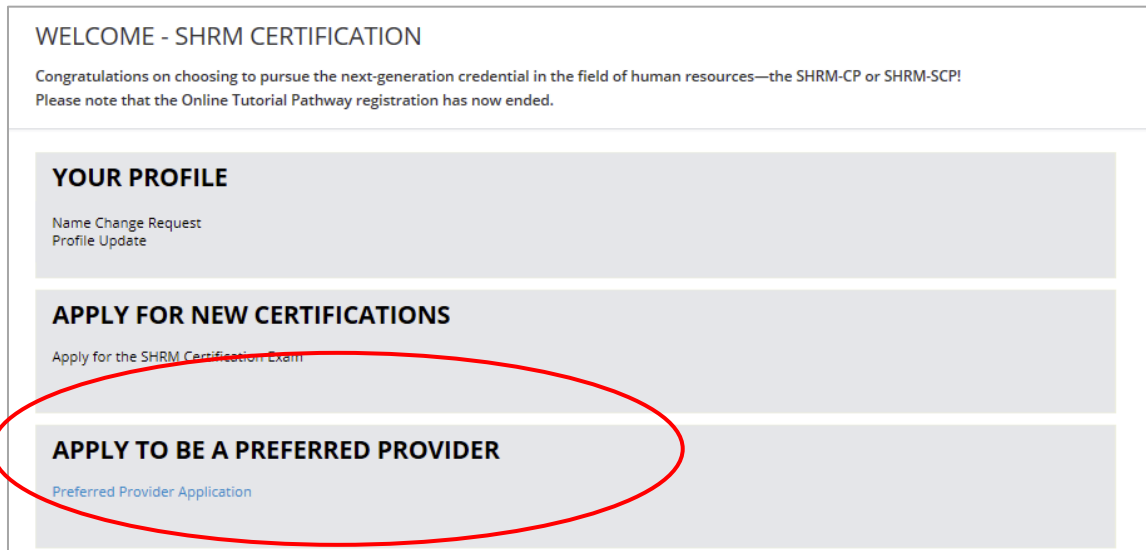 WELCOME - SHRM CERTIFICATION
Congratulations on choosing to pursue the next-generation credential in the field of human resources—the SHRM-CP or SHRM-SCP!
Please note that the Online Tutorial Pathway registration has now ended.
YOUR PROFILE
Name Change Request
Profile Update
APPLY FOR NEW CERTIFICATIONS
Apply for the SHRM Certification Exam
APPLY TO BE A PREFERRED PROVIDER
Preferred Provider Application